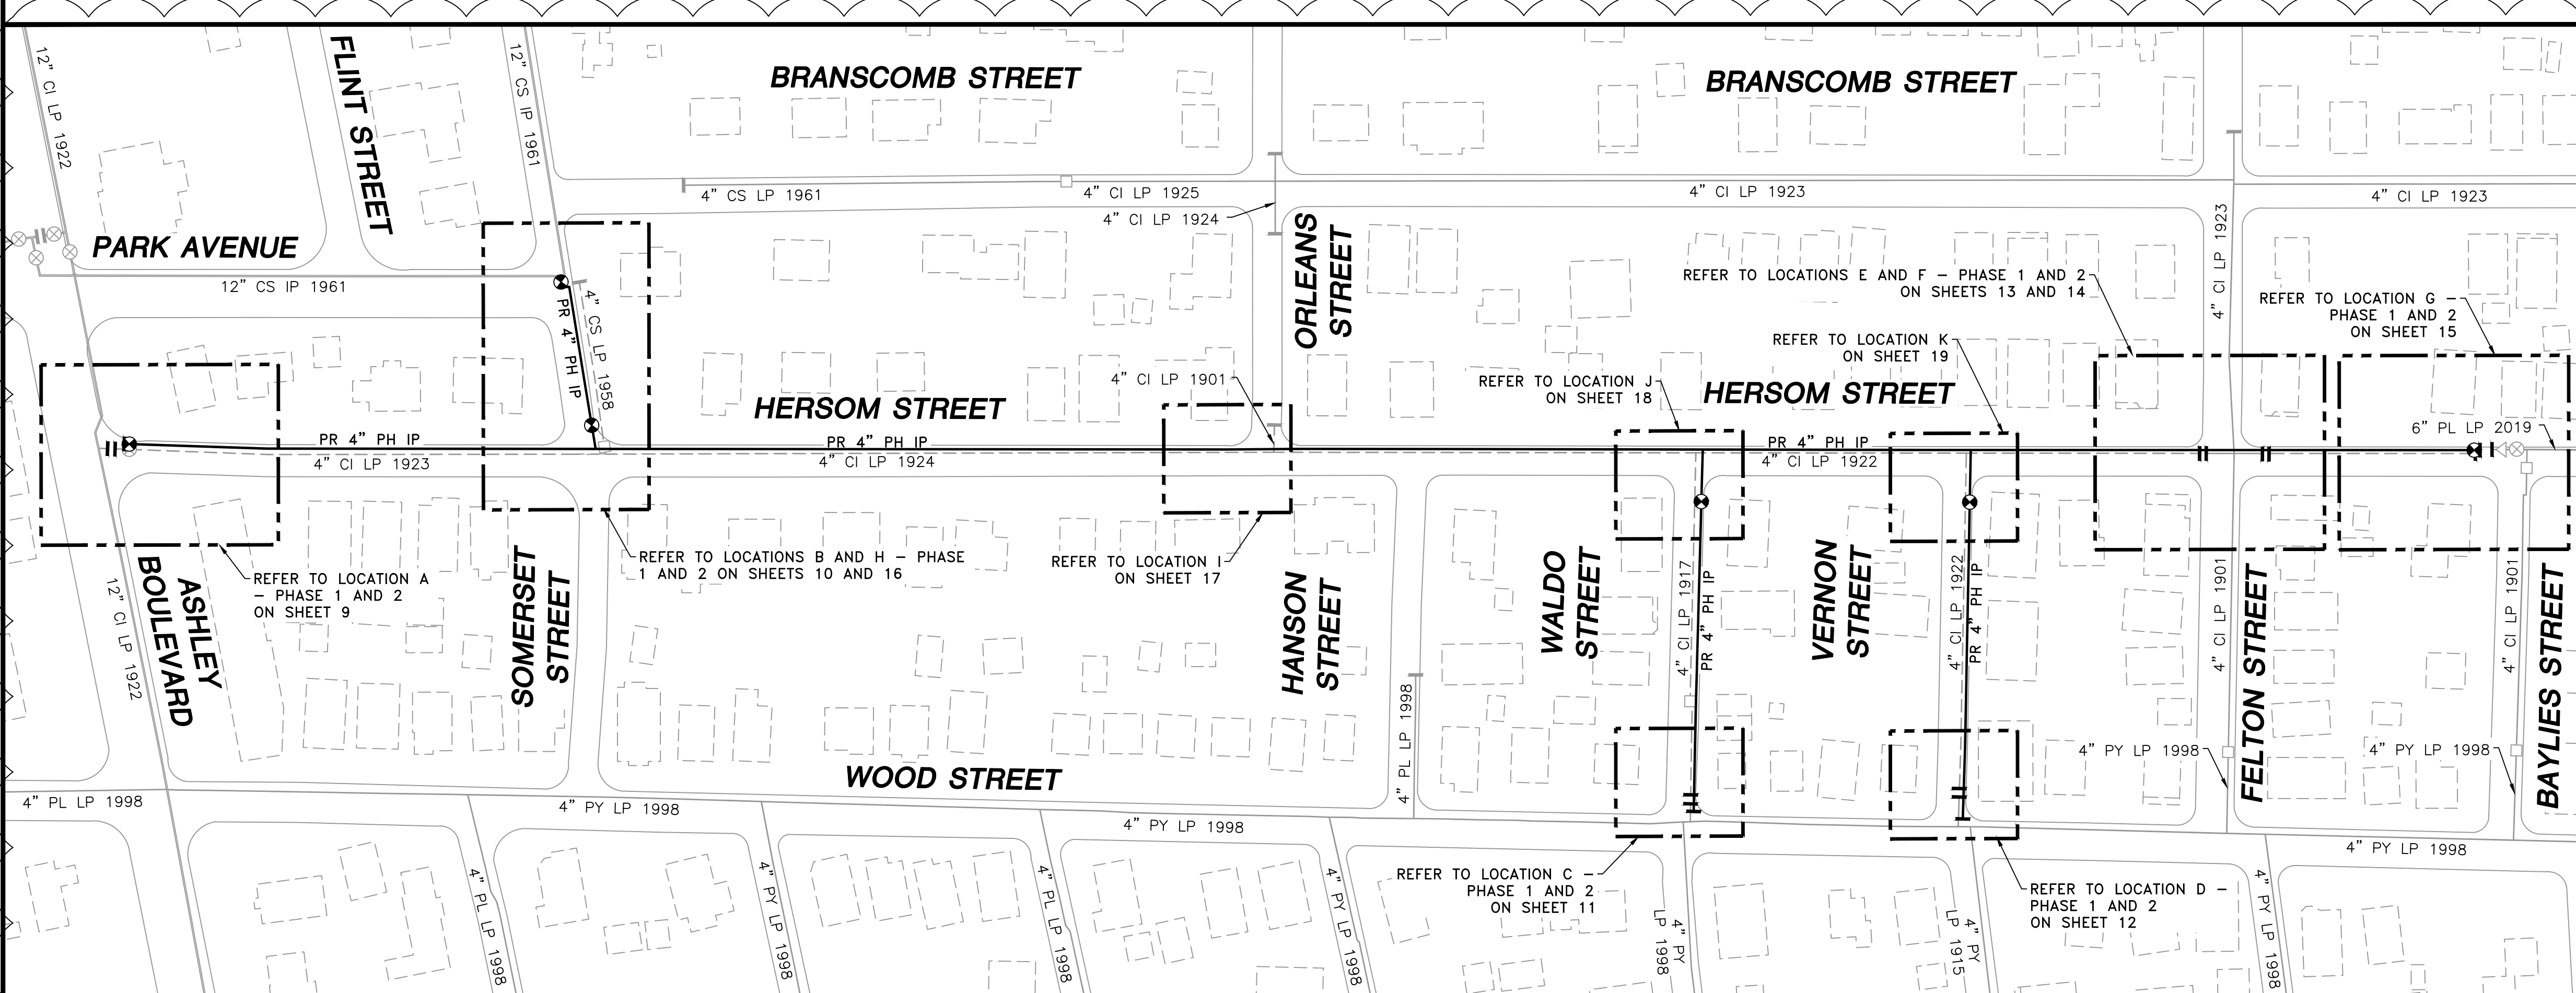 12" CI LP 1922
FLINT STREET
12" CS IP 1961
BRANSCOMB STREET
BRANSCOMB STREET
4" CS LP 1961
4" CI LP 1925
4" CI LP 1923
4" CI LP 1923
4" CI LP 1924
PARK AVENUE
12" CS IP 1961
ORLEANS
STREET
4" CI LP 1923
REFER TO LOCATIONS E AND F – PHASE 1 AND 2
ON SHEETS 13 AND 14
REFER TO LOCATION G –
PHASE 1 AND 2
ON SHEET 15
PR 4" PH IP
4" CS LP 1958
REFER TO LOCATION K
ON SHEET 19
4" CI LP 1901
REFER TO LOCATION J
ON SHEET 18
HERSOM STREET
HERSOM STREET
6" PL LP 2019
PR 4" PH IP
4" CI LP 1923
PR 4" PH IP
4" CI LP 1924
PR 4" PH IP
4" CI LP 1922
REFER TO LOCATION A
– PHASE 1 AND 2
ON SHEET 9
REFER TO LOCATIONS B AND H – PHASE
1 AND 2 ON SHEETS 10 AND 16
REFER TO LOCATION I
ON SHEET 17
12" CI LP 1922
ASHLEY
BOULEVARD
SOMERSET
STREET
HANSON
STREET
WALDO
STREET
4" CI LP 1917
PR 4" PH IP
VERNON
STREET
4" CI LP 1922
PR 4" PH IP
4" CI LP 1901
FELTON STREET
4" CI LP 1901
BAYLIES STREET
4" PL LP 1998
4" PY LP 1998
4" PY LP 1998
WOOD STREET
4" PL LP 1998
4" PY LP 1998
4" PY LP 1998
4" PY LP 1998
REFER TO LOCATION C –
PHASE 1 AND 2
ON SHEET 11
REFER TO LOCATION D –
PHASE 1 AND 2
ON SHEET 12
4" PL LP 1998
4" PY LP 1998
4" PL LP 1998
4" PY LP 1998
4" PY
LP 1998
4" PY
LP 1915
4" PY LP 1998